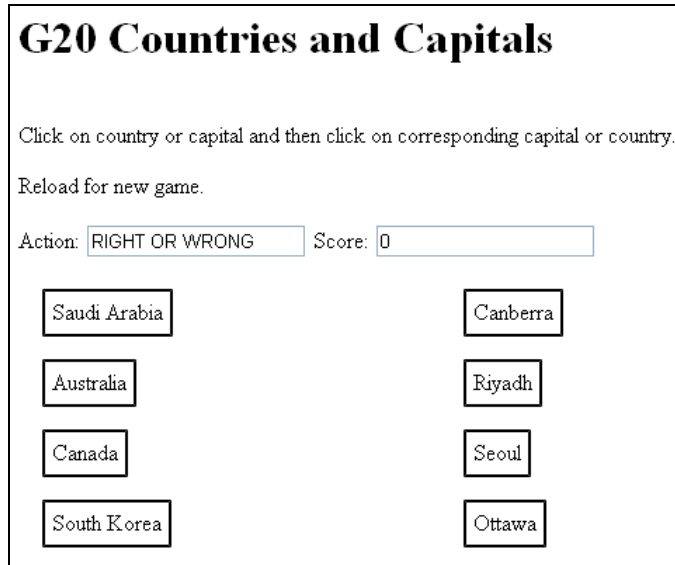 G20 Countries and Capitals
Click on country or capital and then click on corresponding capital or country.
Reload for new game.
Action: RIGHT OR WRONG Score: 0
Saudi Arabia Canberra
Australia Riyadh
Canada Seoul
South Korea Ottawa